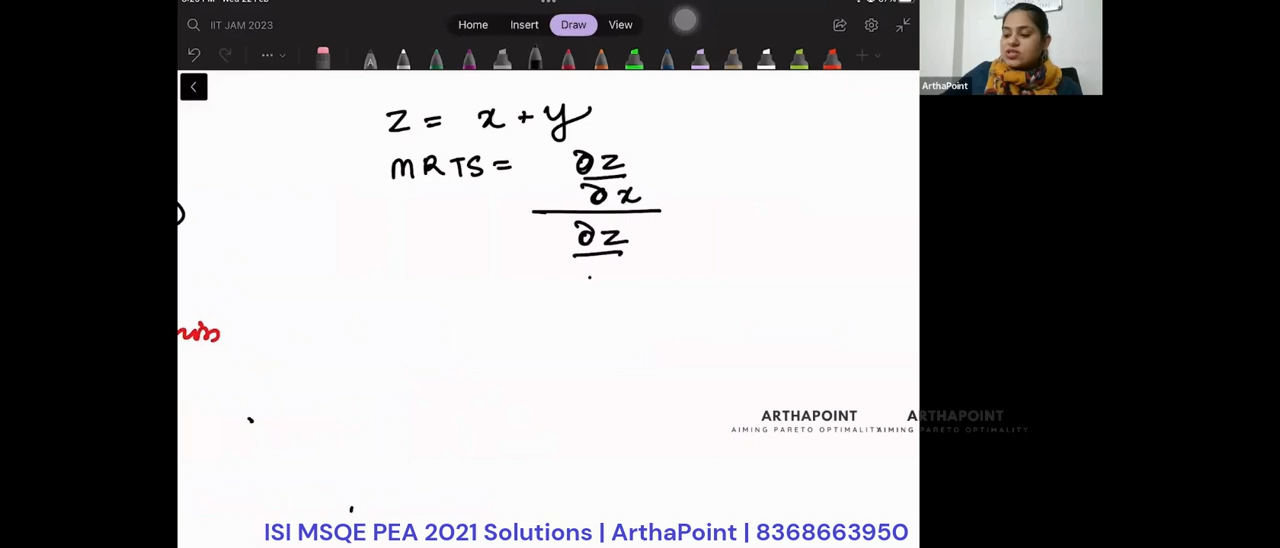 IIT JAM 2023
Home Insert Draw View
A
ArthaPoint
z = x + y
MRTS =
∂z
∂x
∂z
ARTHAPOINT ARTHAPOINT
AIMING PARETO OPTIMALITY AIMING PARETO OPTIMALITY
ISI MSQE PEA 2021 Solutions | ArthaPoint | 8368663950